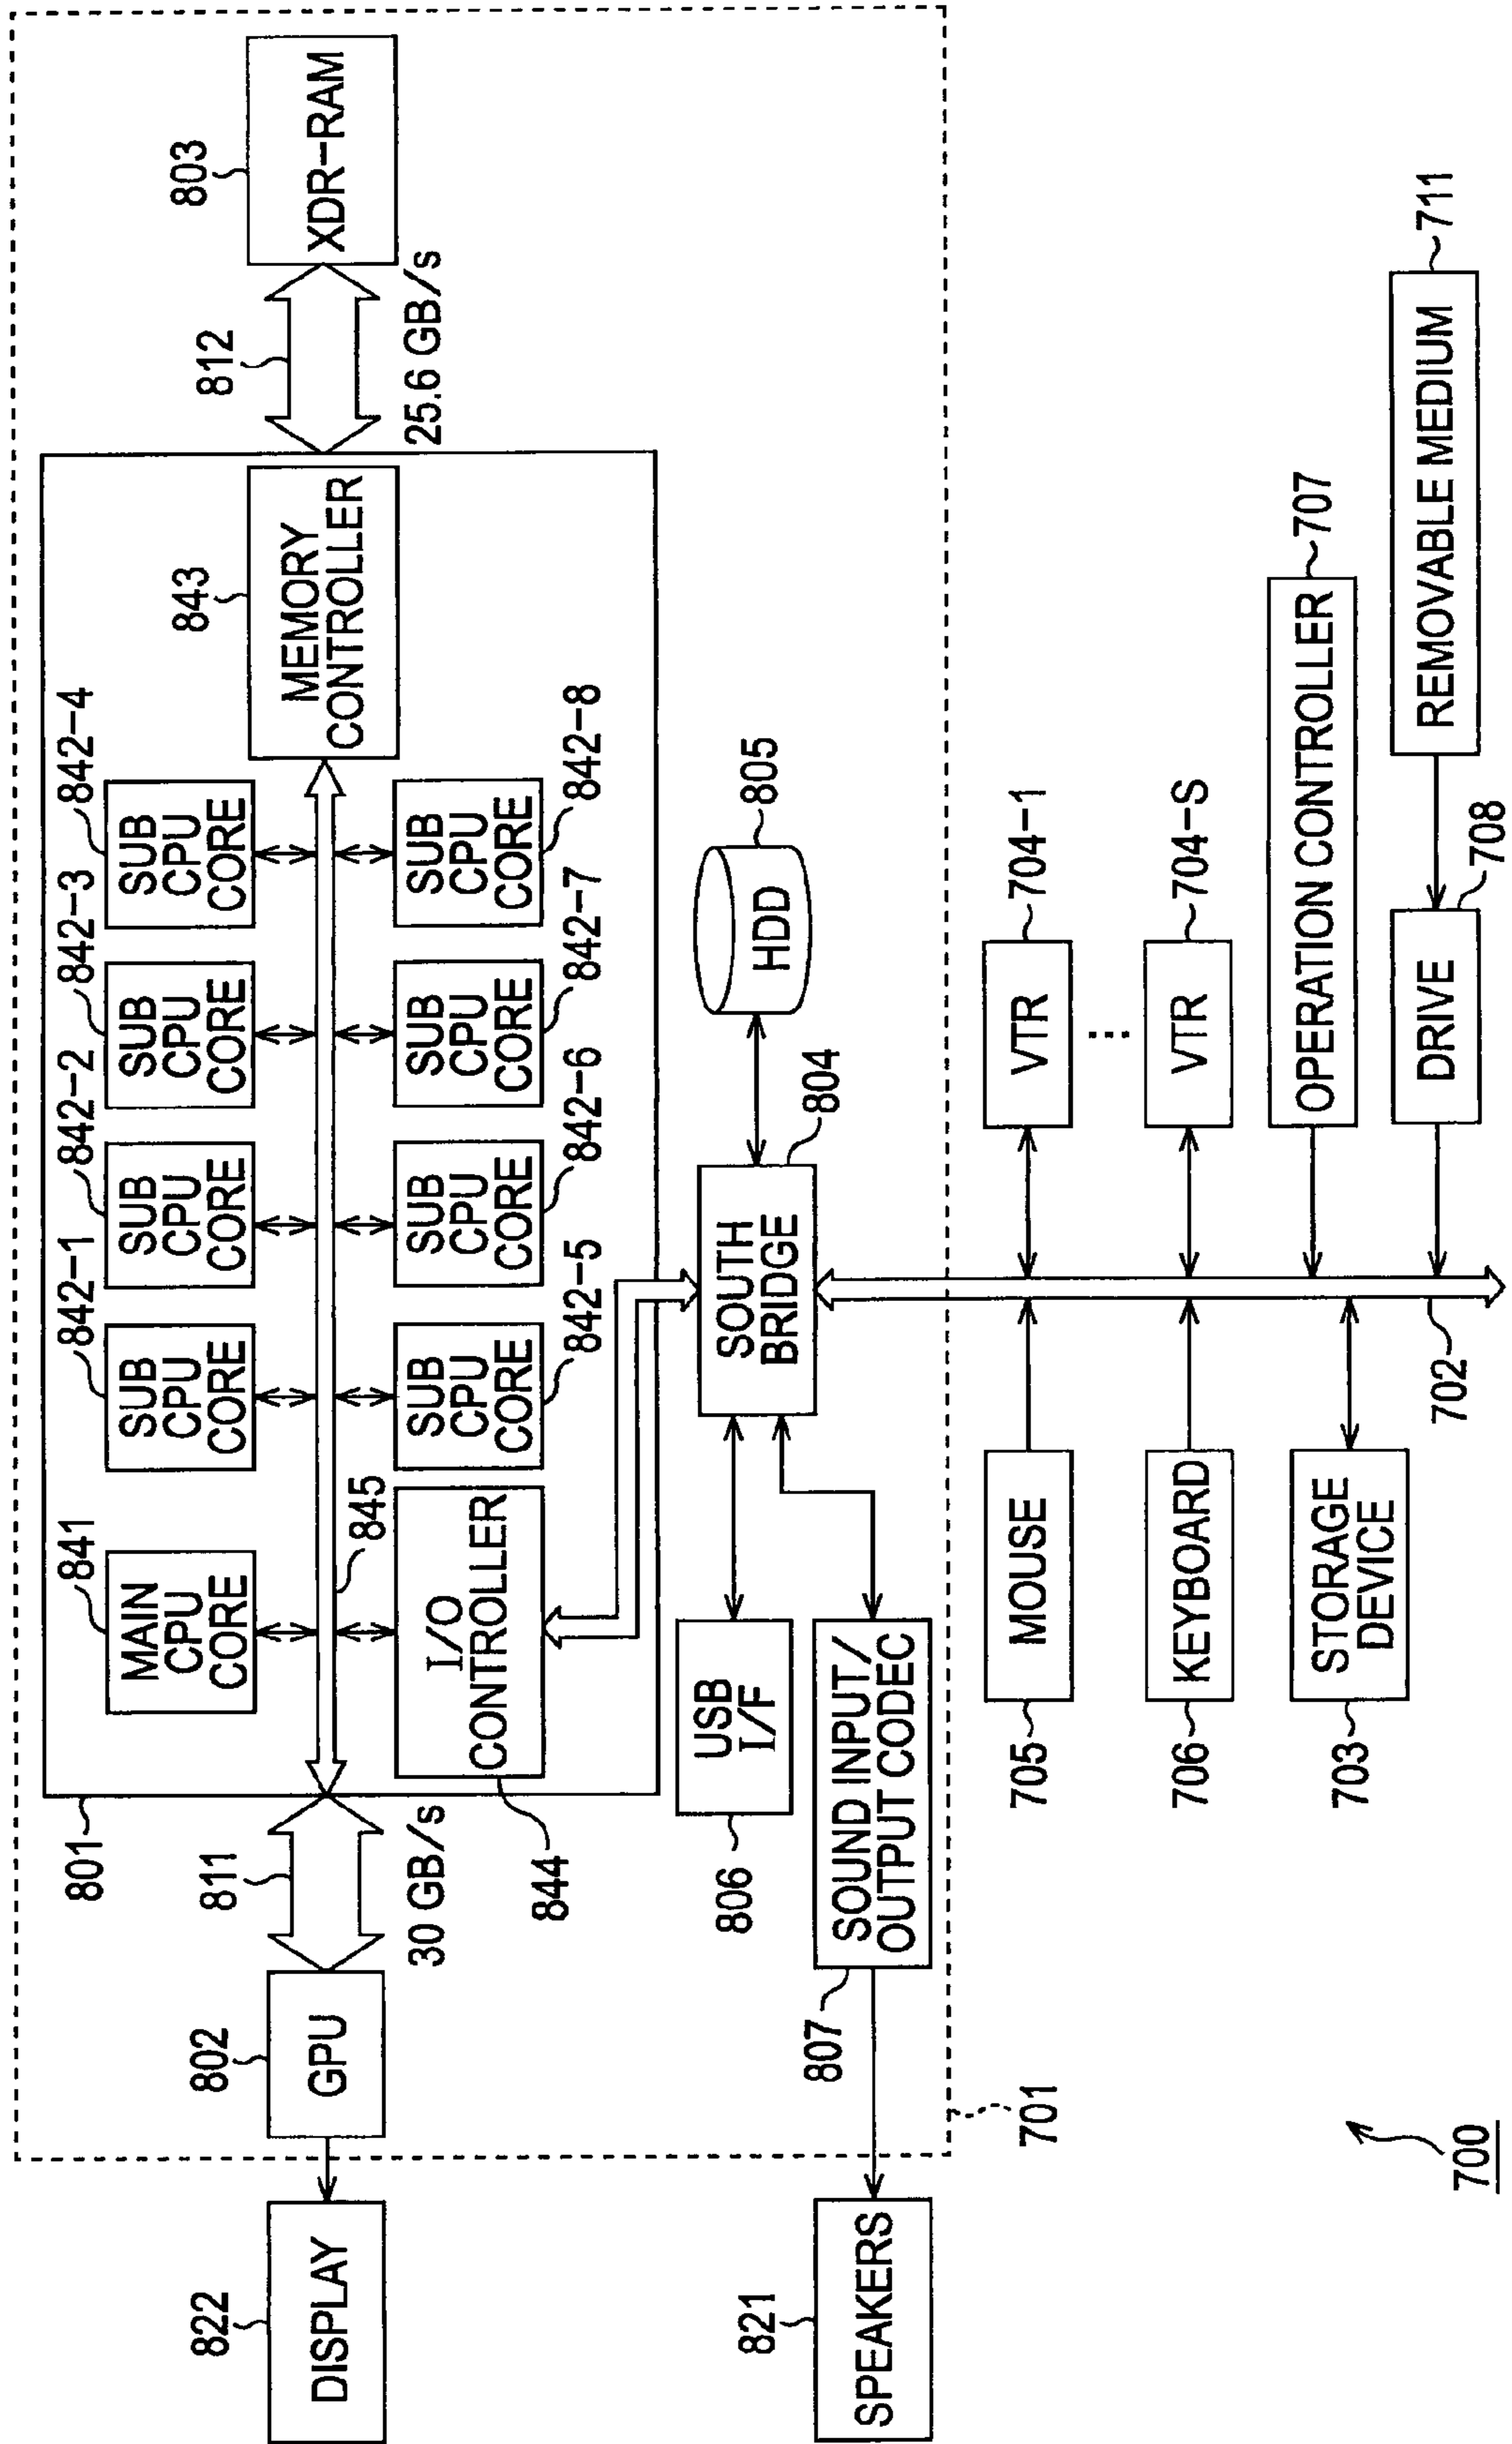 803
XDR-RAM
812
25.6 GB/s
843
MEMORY
CONTROLLER
841
MAIN
CPU
CORE
842-1
SUB
CPU
CORE
842-2
SUB
CPU
CORE
842-3
SUB
CPU
CORE
842-4
SUB
CPU
CORE
845
844
I/O
CONTROLLER
SUB
CPU
CORE
842-5
SUB
CPU
CORE
842-6
SUB
CPU
CORE
842-7
SUB
CPU
CORE
842-8
801
811
30 GB/s
802
GPU
822
DISPLAY
806
USB
I/F
SOUTH
BRIDGE
804
HDD
805
821
SPEAKERS
807
SOUND INPUT/
OUTPUT CODEC
701
705
MOUSE
VTR
704-1
706
KEYBOARD
VTR
704-S
703
STORAGE
DEVICE
OPERATION CONTROLLER
707
702
DRIVE
708
REMOVABLE MEDIUM
711
700